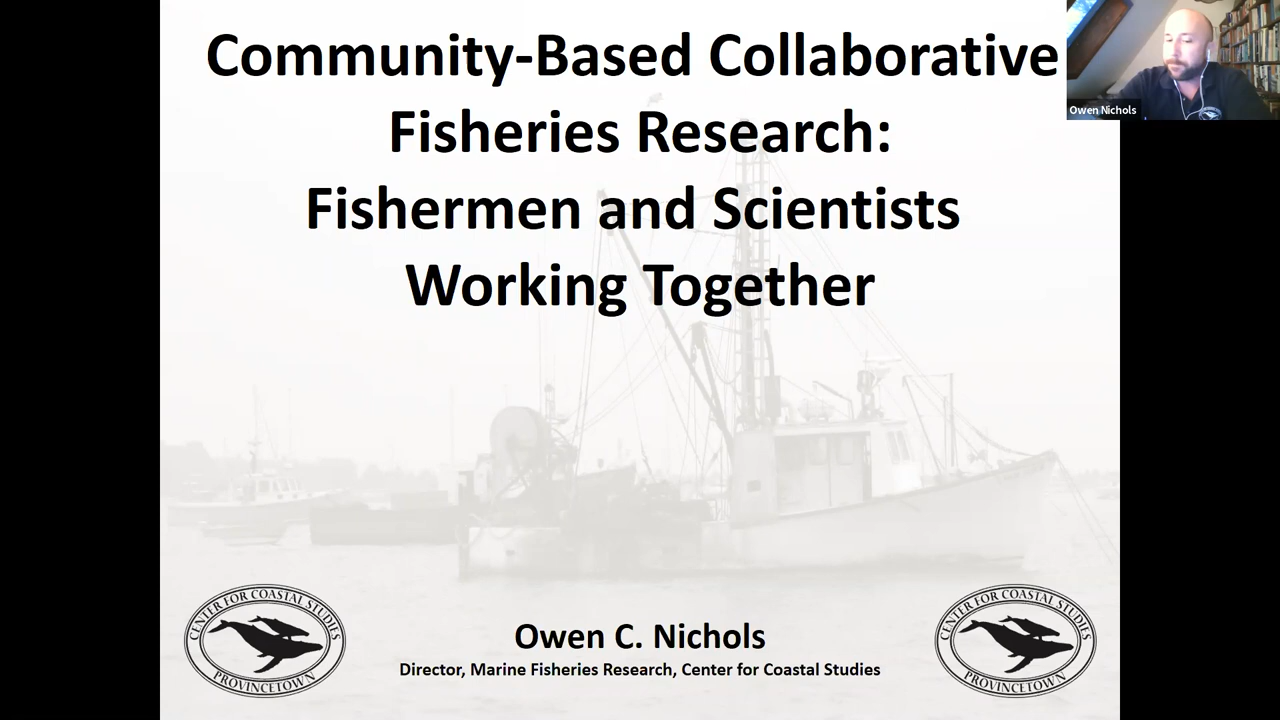 Community-Based Collaborative
Fisheries Research:
Fishermen and Scientists
Working Together
Owen Nichols
CENTER FOR COASTAL STUDIES
PROVINCETOWN
Owen C. Nichols
Director, Marine Fisheries Research, Center for Coastal Studies
CENTER FOR COASTAL STUDIES
PROVINCETOWN